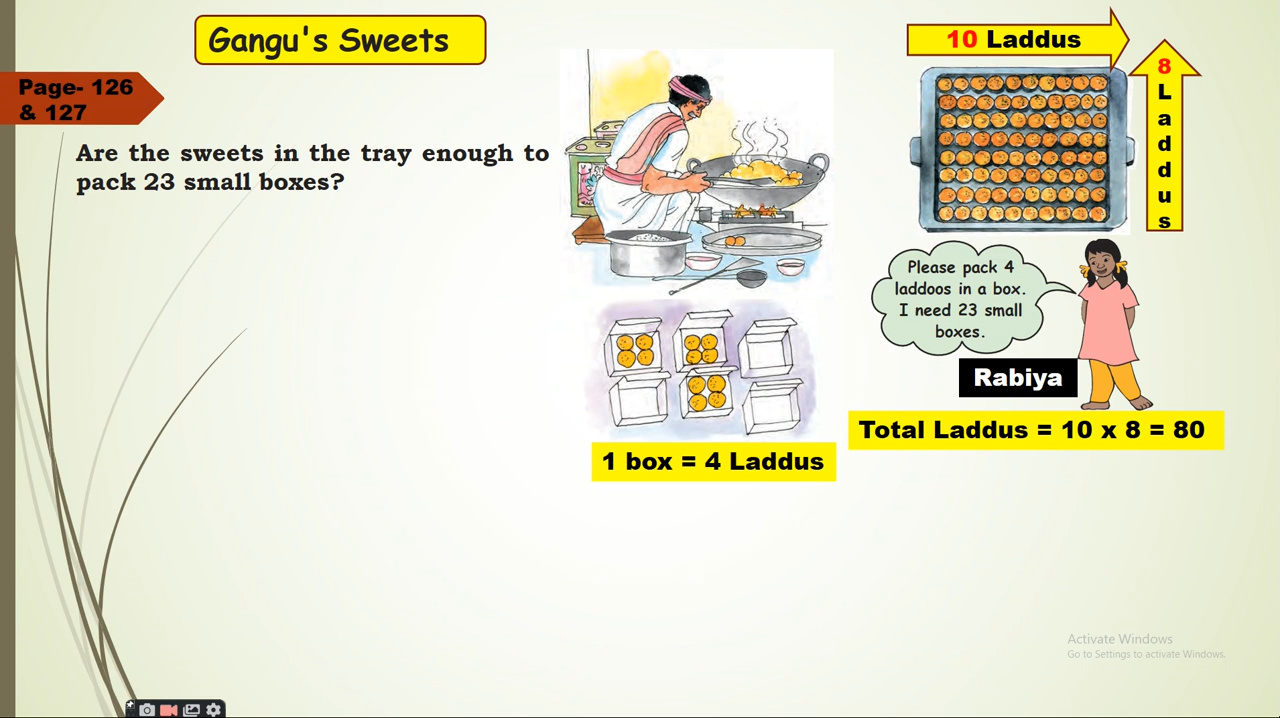 Gangu's Sweets
Page- 126
& 127
Are the sweets in the tray enough to
pack 23 small boxes?
10 Laddus
8
L
a
d
d
u
s
Please pack 4
laddoos in a box.
I need 23 small
boxes.
Rabiya
Total Laddus = 10 x 8 = 80
1 box = 4 Laddus
Activate Windows
Go to Settings to activate Windows.